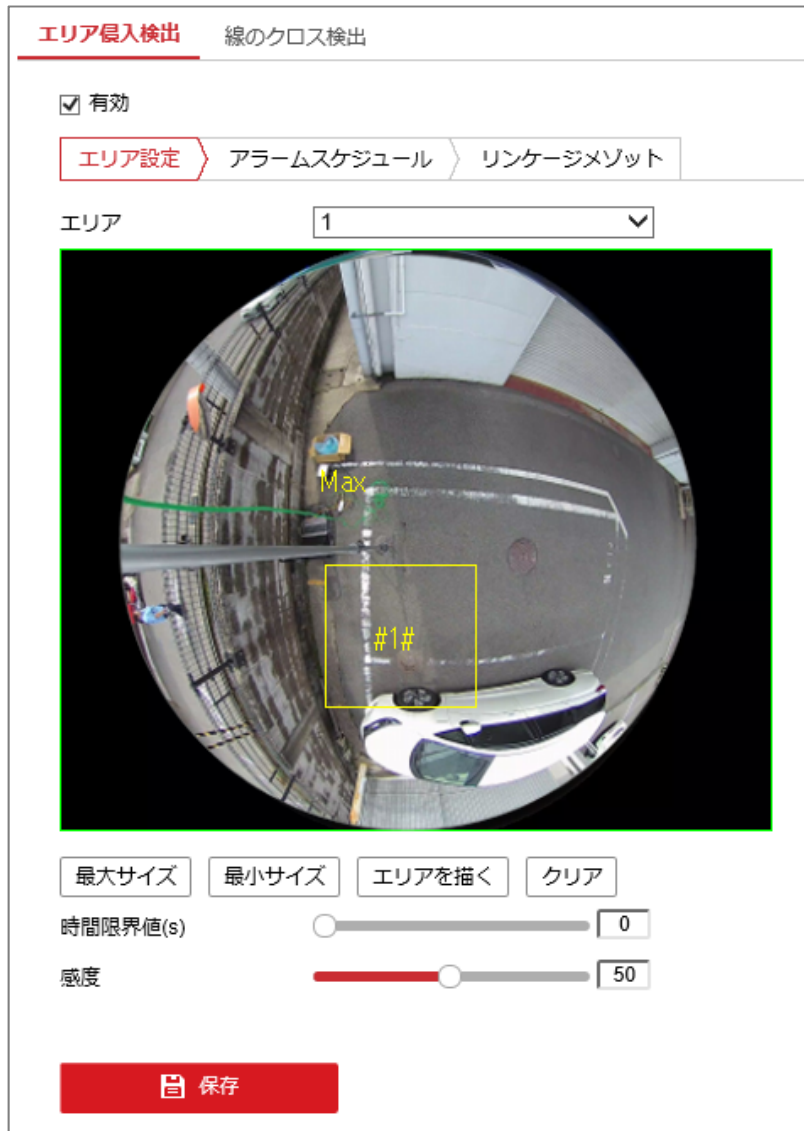 エリア侵入検出 線のクロス検出
有効
エリア設定 アラームスケジュール リンケージメゾット
エリア 1
Max
#1#
最大サイズ 最小サイズ エリアを描く クリア
時間限界値(s) 0
感度 50
保存